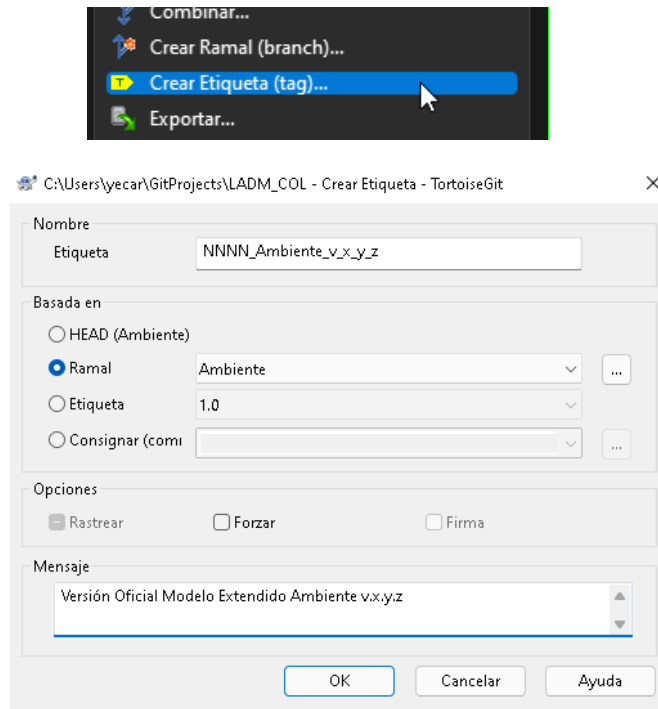 Combinar...
Crear Ramal (branch)...
T Crear Etiqueta (tag)...
Exportar...
C:\Users\yecar\GitProjects\LADM_COL - Crear Etiqueta - TortoiseGit
Nombre
Etiqueta NNNN_Ambiente_v_x_y_z
Basada en
HEAD (Ambiente)
Ramal Ambiente ...
Etiqueta 1.0
Consignar (comi ...
Opciones
Rastrear Forzar Firma
Mensaje
Versión Oficial Modelo Extendido Ambiente v.x.y.z
OK Cancelar Ayuda